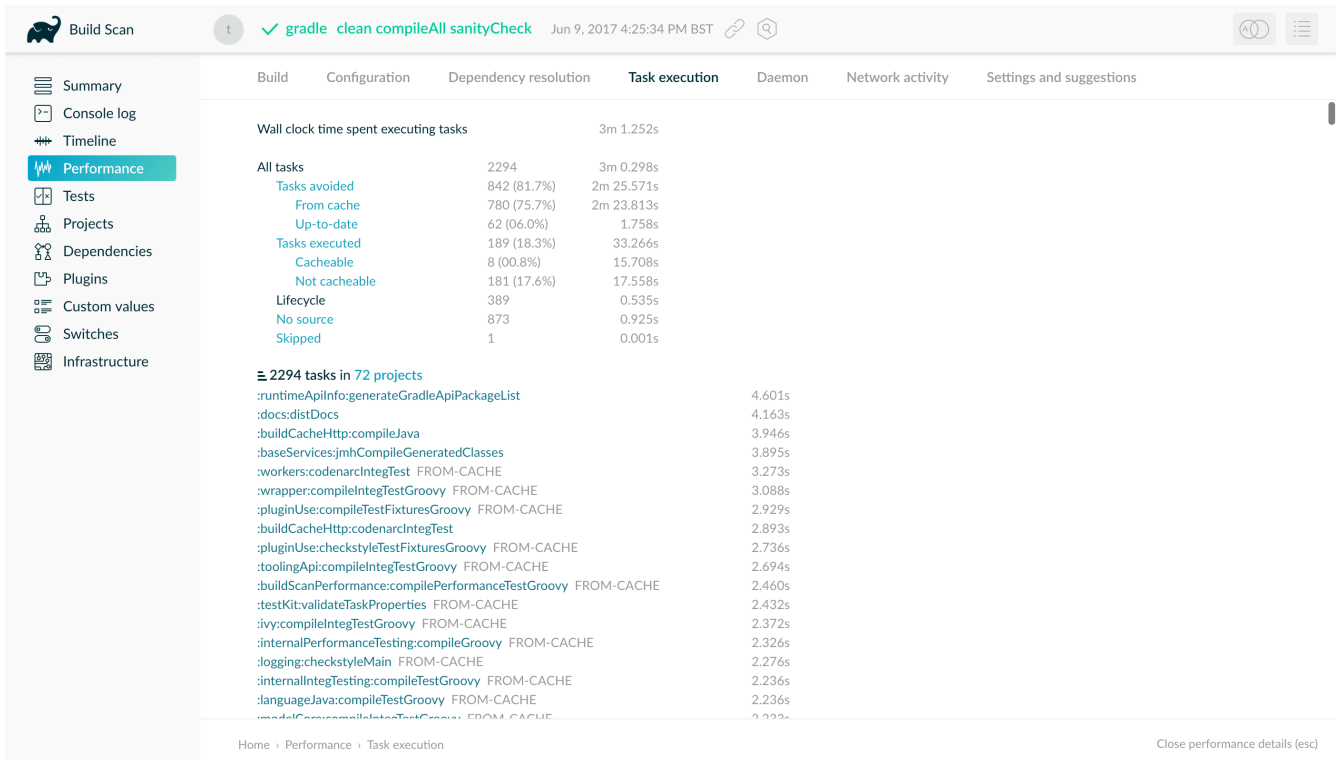 Build Scan
t gradle clean compileAll sanityCheck Jun 9, 2017 4:25:34 PM BST
Summary
Console log
Timeline
Performance
Tests
Projects
Dependencies
Plugins
Custom values
Switches
Infrastructure
Build Configuration Dependency resolution Task execution Daemon Network activity Settings and suggestions
Wall clock time spent executing tasks 3m 1.252s
All tasks 2294 3m 0.298s
Tasks avoided 842 (81.7%) 2m 25.571s
From cache 780 (75.7%) 2m 23.813s
Up-to-date 62 (06.0%) 1.758s
Tasks executed 189 (18.3%) 33.266s
Cacheable 8 (00.8%) 15.708s
Not cacheable 181 (17.6%) 17.558s
Lifecycle 389 0.535s
No source 873 0.925s
Skipped 1 0.001s
2294 tasks in 72 projects
:runtimeApiInfo:generateGradleApiPackageList 4.601s
:docs:distDocs 4.163s
:buildCacheHttp:compileJava 3.946s
:baseServices:jmhCompileGeneratedClasses 3.895s
:workers:codenarcIntegTest FROM-CACHE 3.273s
:wrapper:compileIntegTestGroovy FROM-CACHE 3.088s
:pluginUse:compileTestFixturesGroovy FROM-CACHE 2.929s
:buildCacheHttp:codenarcIntegTest 2.893s
:pluginUse:checkstyleTestFixturesGroovy FROM-CACHE 2.736s
:toolingApi:compileIntegTestGroovy FROM-CACHE 2.694s
:buildScanPerformance:compilePerformanceTestGroovy FROM-CACHE 2.460s
:testKit:validateTaskProperties FROM-CACHE 2.432s
:ivy:compileIntegTestGroovy FROM-CACHE 2.372s
:internalPerformanceTesting:compileGroovy FROM-CACHE 2.326s
:logging:checkstyleMain FROM-CACHE 2.276s
:internalIntegTesting:compileTestGroovy FROM-CACHE 2.236s
:languageJava:compileTestGroovy FROM-CACHE 2.236s
:modelCore:compileIntegTestGroovy FROM-CACHE 2.233s
Home › Performance › Task execution
Close performance details (esc)